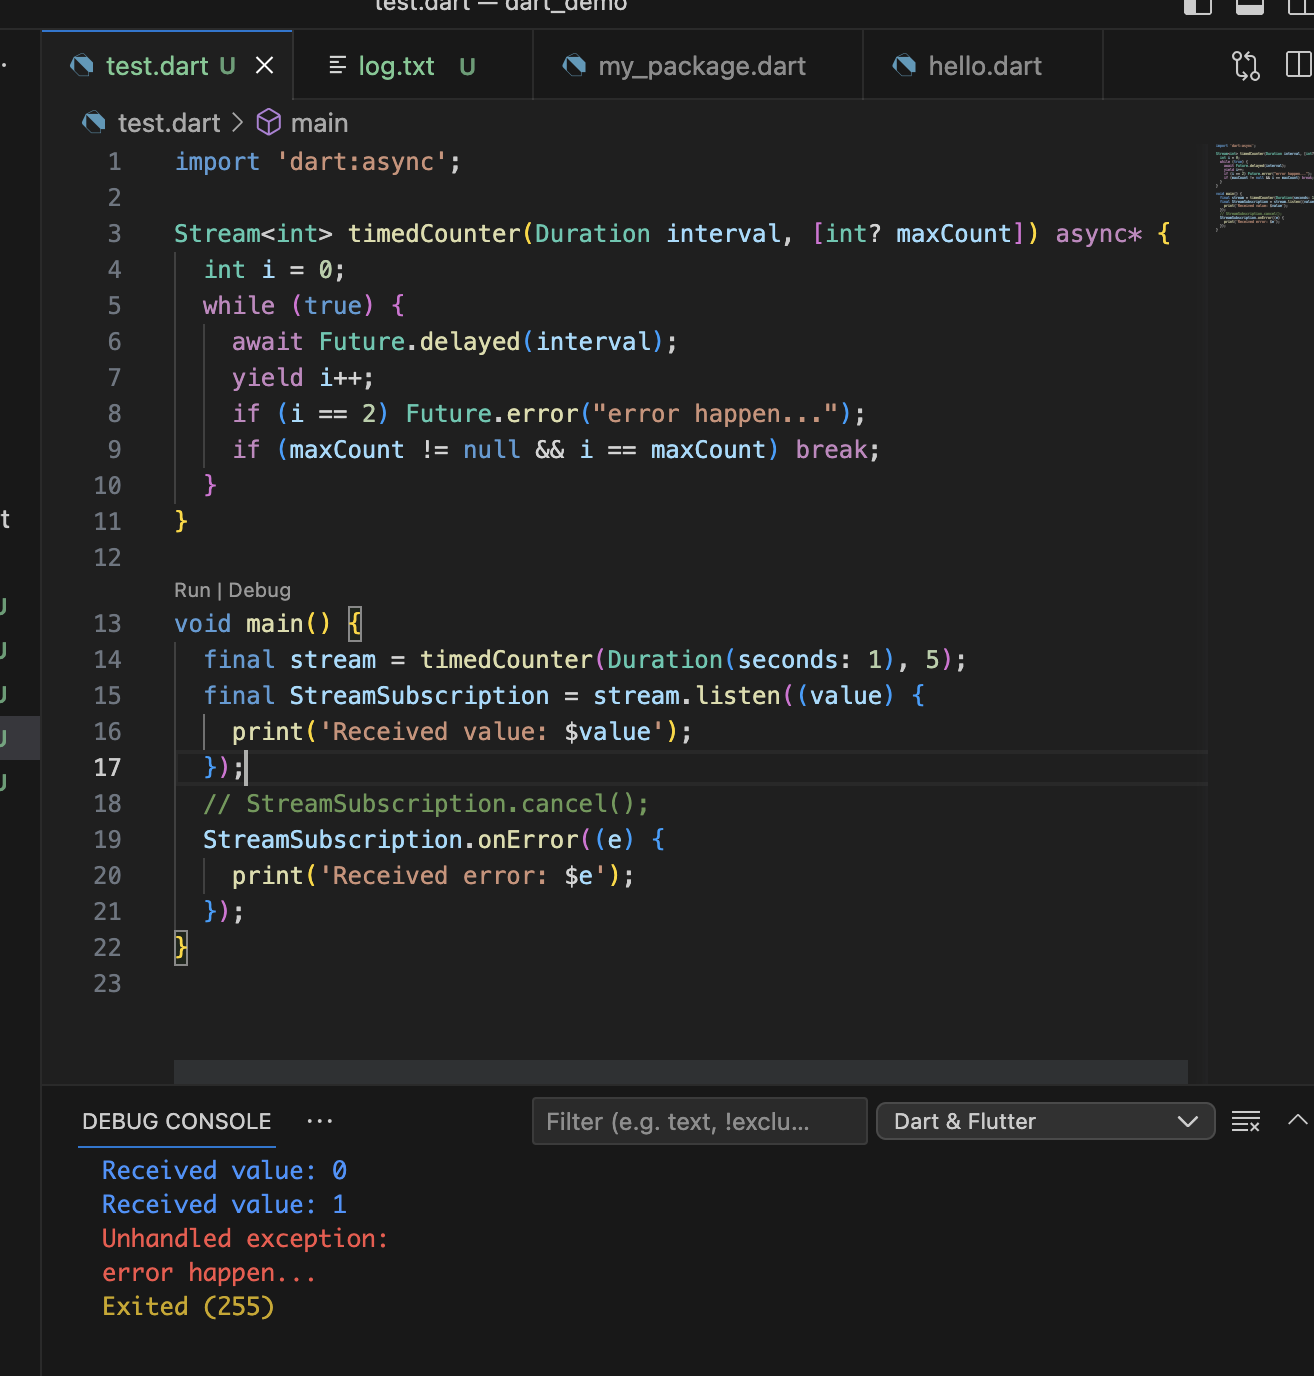 test.dart — dart_demo
test.dart U
log.txt U
my_package.dart
hello.dart
test.dart > main
1 import 'dart:async';
2
3 Stream<int> timedCounter(Duration interval, [int? maxCount]) async* {
4   int i = 0;
5   while (true) {
6     await Future.delayed(interval);
7     yield i++;
8     if (i == 2) Future.error("error happen...");
9     if (maxCount != null && i == maxCount) break;
10   }
11 }
12
Run | Debug
13 void main() {
14   final stream = timedCounter(Duration(seconds: 1), 5);
15   final StreamSubscription = stream.listen((value) {
16     print('Received value: $value');
17   });
18   // StreamSubscription.cancel();
19   StreamSubscription.onError((e) {
20     print('Received error: $e');
21   });
22 }
23
t
U
U
U
U
U
DEBUG CONSOLE ...
Filter (e.g. text, !exclu...
Dart & Flutter
Received value: 0
Received value: 1
Unhandled exception:
error happen...
Exited (255)